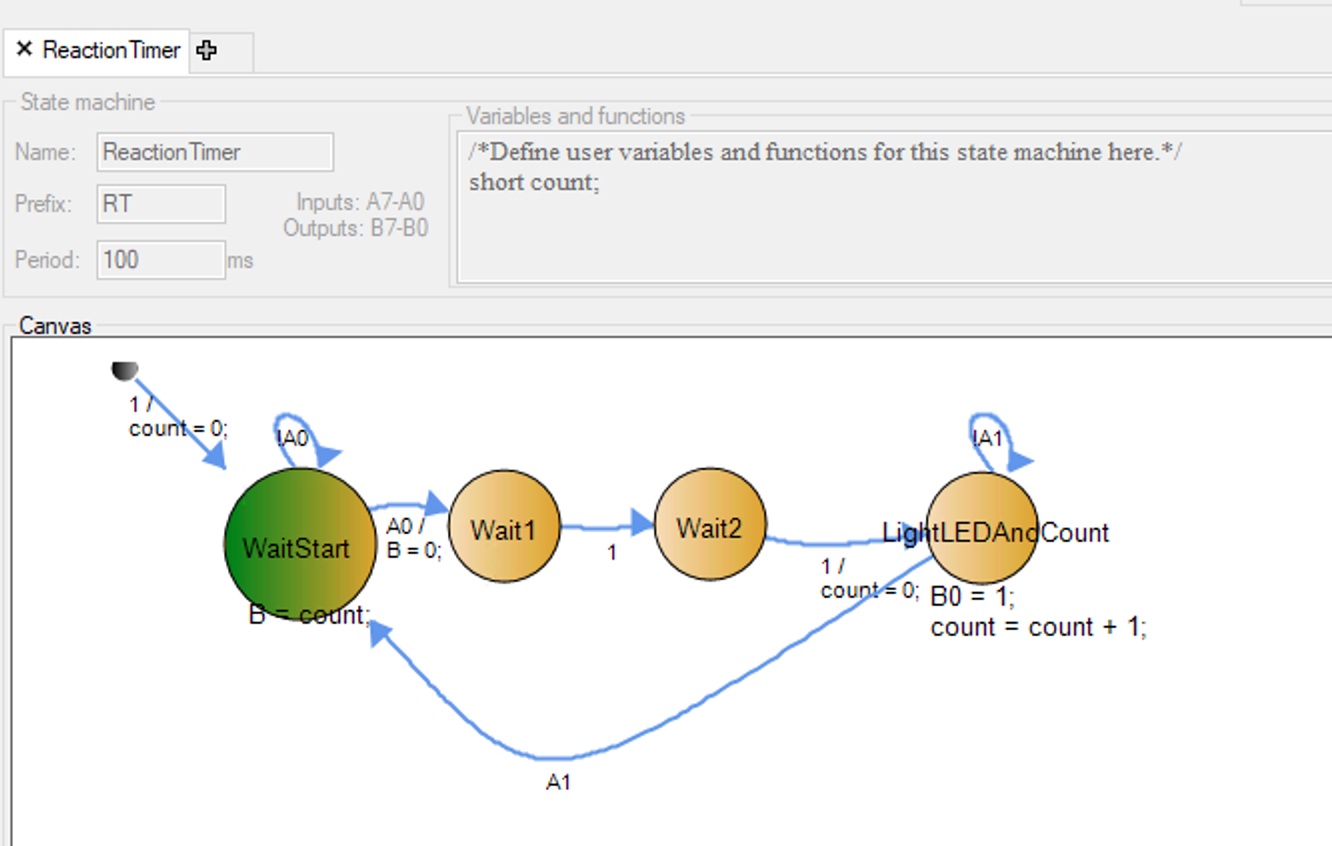 ReactionTimer
State machine
Name: ReactionTimer
Prefix: RT
Inputs: A7-A0
Outputs: B7-B0
Period: 100 ms
Variables and functions
/*Define user variables and functions for this state machine here.*/
short count;
Canvas
1 /
count = 0;
!A0
WaitStart
B = count;
A0 /
B = 0;
Wait1
1
Wait2
1 /
count = 0;
!A1
LightLEDAndCount
B0 = 1;
count = count + 1;
A1